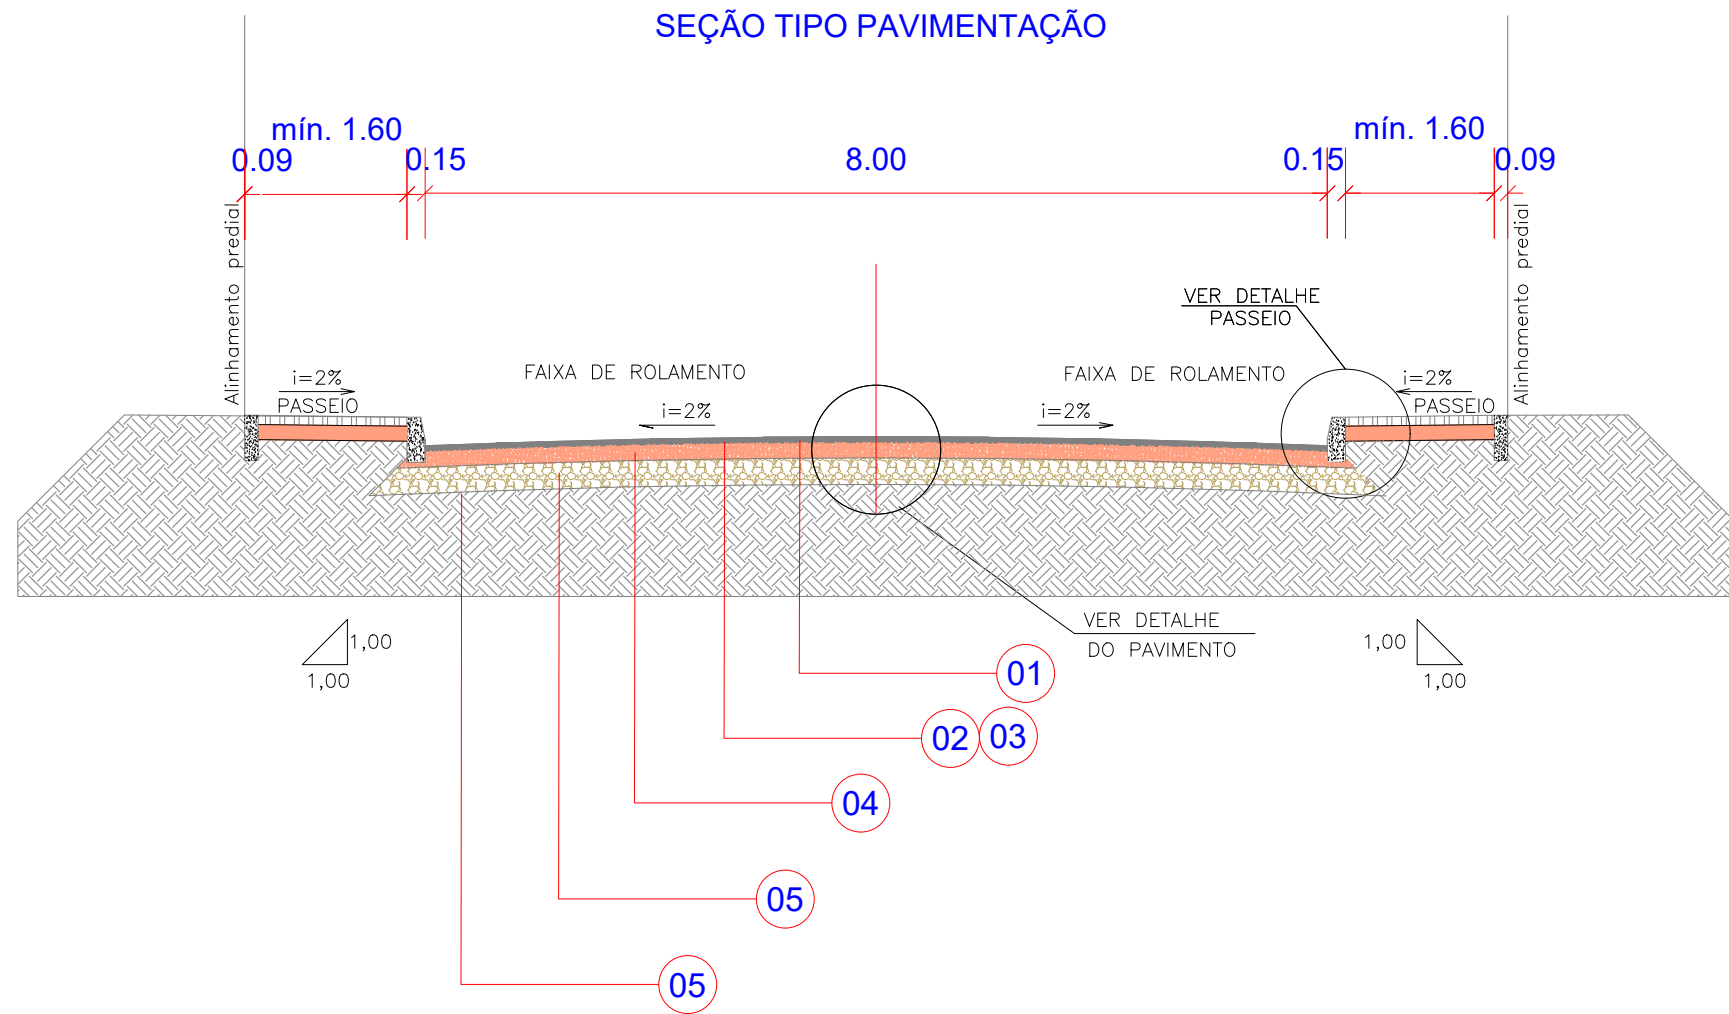 SEÇÃO TIPO PAVIMENTAÇÃO
mín. 1.60
mín. 1.60
0.09
0.15
8.00
0.15
0.09
Alinhamento predial
Alinhamento predial
VER DETALHE
PASSEIO
FAIXA DE ROLAMENTO
FAIXA DE ROLAMENTO
i=2%
PASSEIO
i=2%
i=2%
i=2%
PASSEIO
1,00
1,00
VER DETALHE
DO PAVIMENTO
1,00
1,00
01
02
03
04
05
05